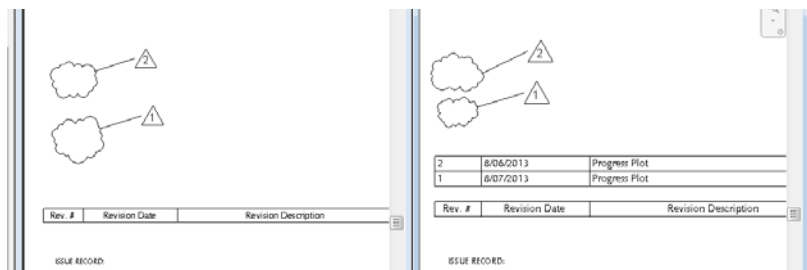 2
1
Rev. # Revision Date Revision Description
ISSUE RECORD:
2
1
2 8/06/2013 Progress Plot
1 8/07/2013 Progress Plot
Rev. # Revision Date Revision Description
ISSUE RECORD: